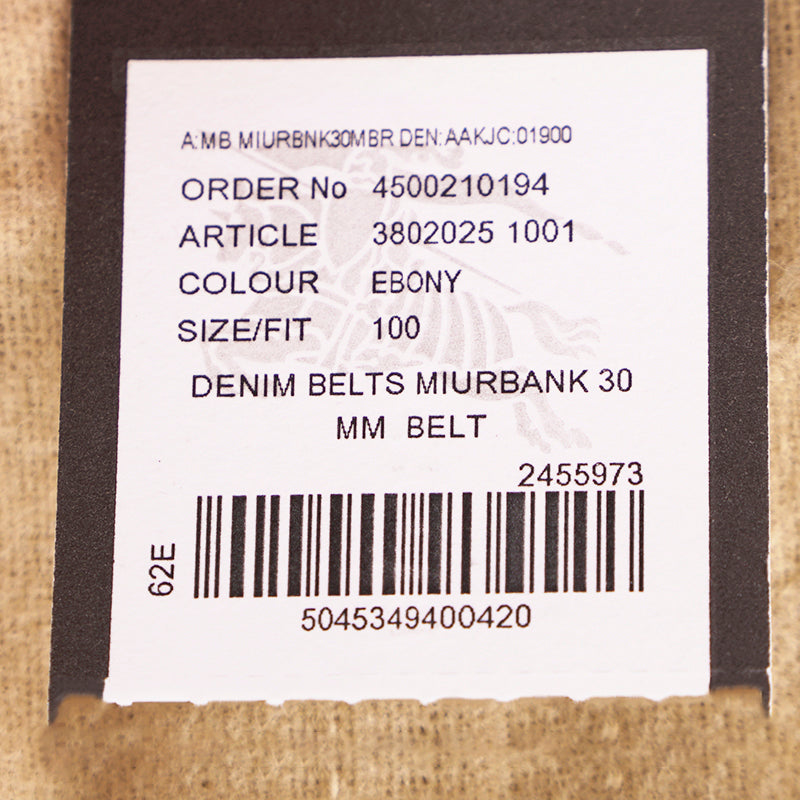 A:MB MIURBNK30MBR DEN:AAKJC:01900
ORDER No 4500210194
ARTICLE 3802025 1001
COLOUR EBONY
SIZE/FIT 100
DENIM BELTS MIURBANK 30
MM BELT
2455973
62E
5045349400420